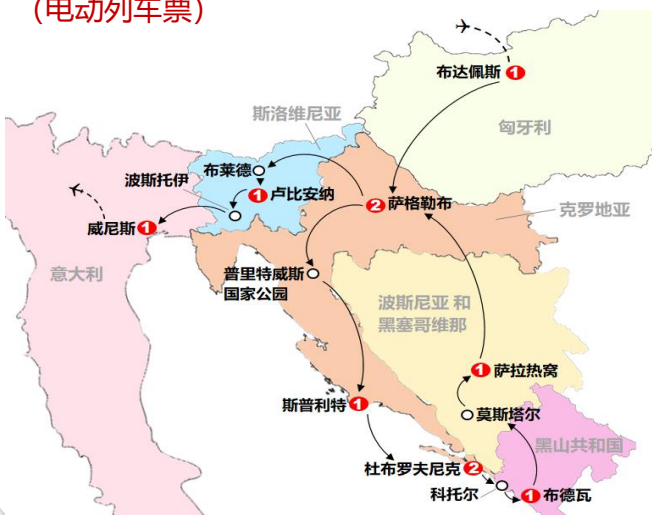 （电动列车票）
布达佩斯 1
匈牙利
斯洛维尼亚
布莱德
波斯托伊
1 卢比安纳
2 萨格勒布
克罗地亚
威尼斯 1
意大利
普里特威斯
国家公园
波斯尼亚 和
黑塞哥维那
1 萨拉热窝
斯普利特 1
莫斯塔尔
黑山共和国
杜布罗夫尼克 2
科托尔
1 布德瓦